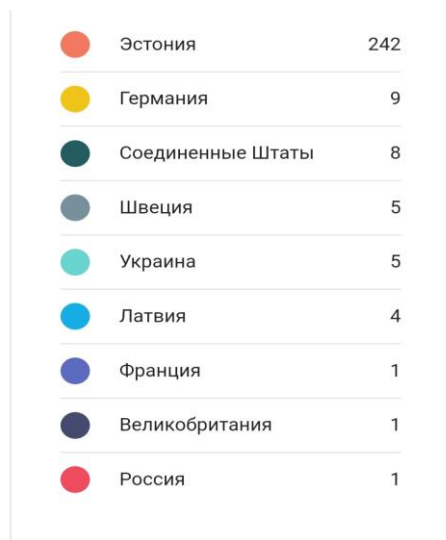 Эстония 242
Германия 9
Соединенные Штаты 8
Швеция 5
Украина 5
Латвия 4
Франция 1
Великобритания 1
Россия 1